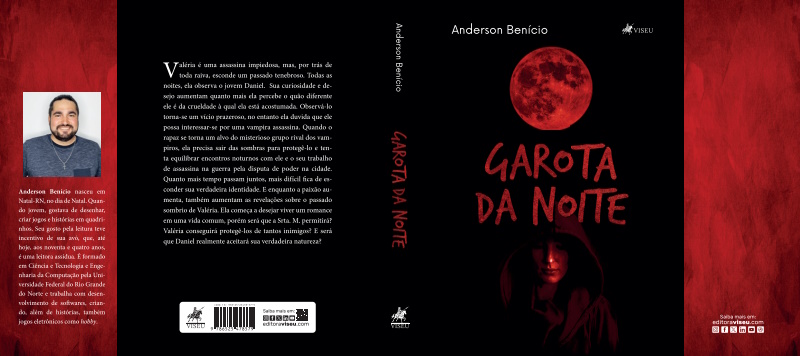 Anderson Benício nasceu em
Natal-RN, no dia de Natal. Quan-
do jovem, gostava de desenhar,
criar jogos e histórias em quadri-
nhos. Seu gosto pela leitura teve
incentivo de sua avó, que, até
hoje, aos noventa e quatro anos,
é uma leitora assídua. É formado
em Ciência e Tecnologia e Enge-
nharia da Computação pela Uni-
versidade Federal do Rio Grande
do Norte e trabalha com desen-
volvimento de softwares, crian-
do, além de histórias, também
jogos eletrônicos como hobby.
Valéria é uma assassina impiedosa, mas, por trás de
toda raiva, esconde um passado tenebroso. Todas as
noites, ela observa o jovem Daniel. Sua curiosidade e de-
sejo aumentam quanto mais ela percebe o quão diferente
ele é da crueldade à qual ela está acostumada. Observá-lo
torna-se um vício prazeroso, no entanto ela duvida que ele
possa interessar-se por uma vampira assassina. Quando o
rapaz se torna um alvo do misterioso grupo rival dos vam-
piros, ela precisa sair das sombras para protegê-lo e ten-
ta equilibrar encontros noturnos com ele e o seu trabalho
de assassina na guerra pela disputa de poder na cidade.
Quanto mais tempo passam juntos, mais difícil fica de es-
conder sua verdadeira identidade. E enquanto a paixão au-
menta, também aumentam as revelações sobre o passado
sombrio de Valéria. Ela começa a desejar viver um romance
em uma vida comum, porém será que a Srta. M. permitirá?
Valéria conseguirá protegê-los de tantos inimigos? E será
que Daniel realmente aceitará sua verdadeira natureza?
VISEU
Saiba mais em:
editoraviseu.com
Anderson Benício
GAROTA DA NOITE
VISEU
Anderson Benício
VISEU
GAROTA
DA NOITE
Saiba mais em:
editoraviseu.com